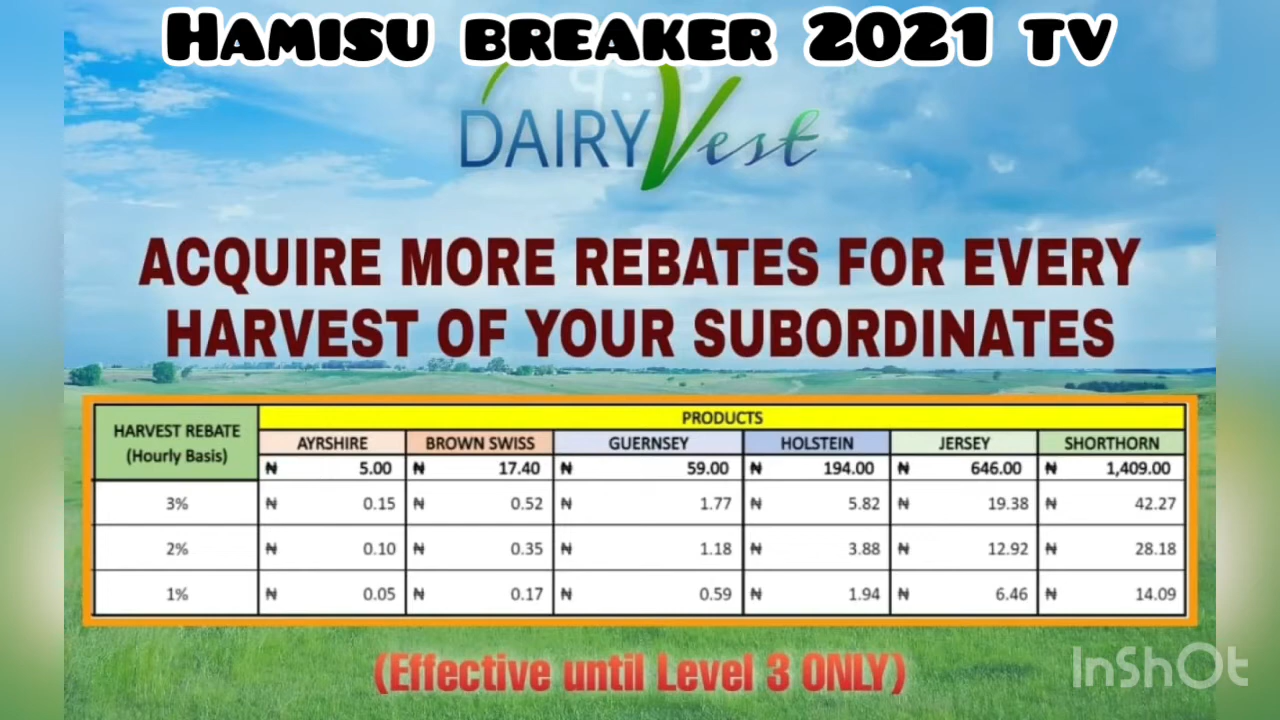 HAMISU BREAKER 2021 TV
DAIRYVest
ACQUIRE MORE REBATES FOR EVERY
HARVEST OF YOUR SUBORDINATES
HARVEST REBATE
(Hourly Basis)
PRODUCTS
AYRSHIRE BROWN SWISS GUERNSEY HOLSTEIN JERSEY SHORTHORN
₦ 5.00 ₦ 17.40 ₦ 59.00 ₦ 194.00 ₦ 646.00 ₦ 1,409.00
3% ₦ 0.15 ₦ 0.52 ₦ 1.77 ₦ 5.82 ₦ 19.38 ₦ 42.27
2% ₦ 0.10 ₦ 0.35 ₦ 1.18 ₦ 3.88 ₦ 12.92 ₦ 28.18
1% ₦ 0.05 ₦ 0.17 ₦ 0.59 ₦ 1.94 ₦ 6.46 ₦ 14.09
(Effective until Level 3 ONLY)
InShOt